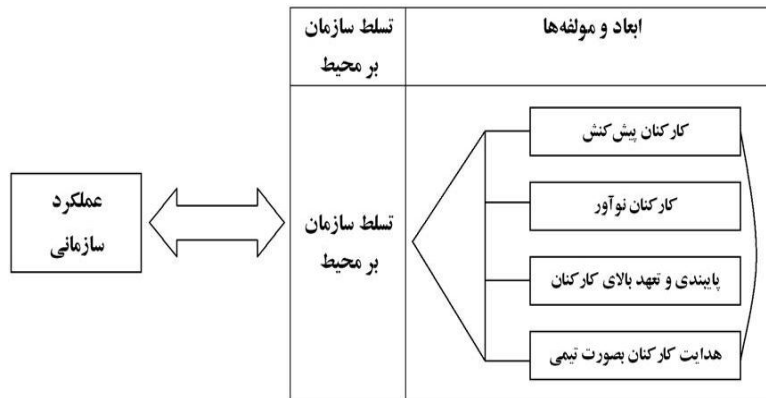 ابعاد و مولفه‌ها
تسلط سازمان
بر محیط
کارکنان پیش‌کنش
کارکنان نوآور
پایبندی و تعهد بالای کارکنان
هدایت کارکنان بصورت تیمی
تسلط سازمان
بر محیط
عملکرد
سازمانی